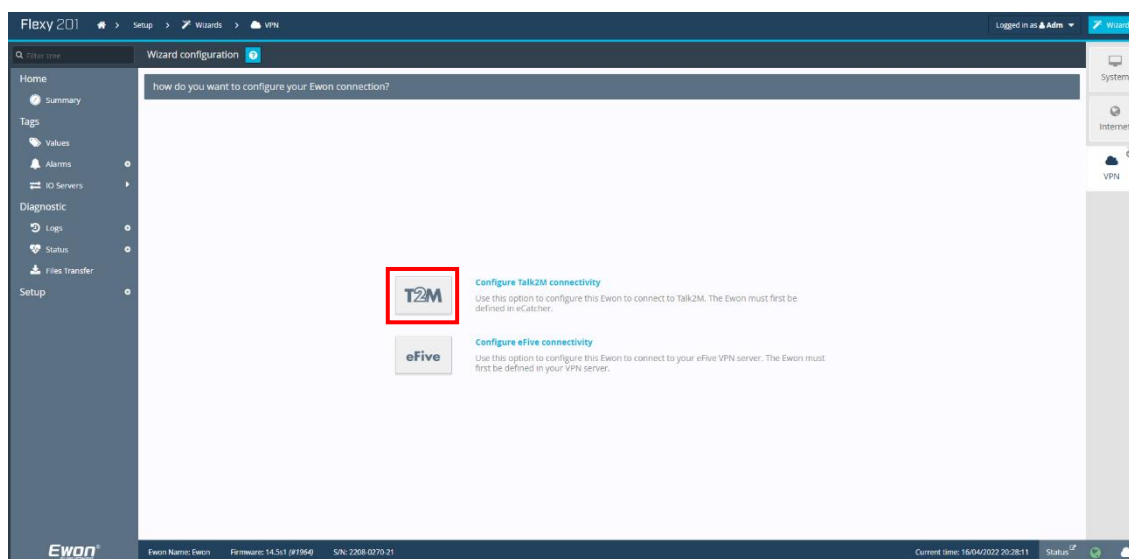 Flexy 201 > Setup > Wizards > VPN Logged in as Adm Wizard
Filter tree
Wizard configuration ?
Home
Summary
Tags
Values
Alarms
IO Servers
Diagnostic
Logs
Status
Files Transfer
Setup
how do you want to configure your Ewon connection?
T2M
Configure Talk2M connectivity
Use this option to configure this Ewon to connect to Talk2M. The Ewon must first be
defined in eCatcher.
eFive
Configure eFive connectivity
Use this option to configure this Ewon to connect to your eFive VPN server. The Ewon must
first be defined in your VPN server.
System
Internet
VPN
Ewon®
Ewon Name: Ewon Firmware: 14.5s1 (#1964) S/N: 2208-0270-21 Current time: 16/04/2022 20:28:11 Status